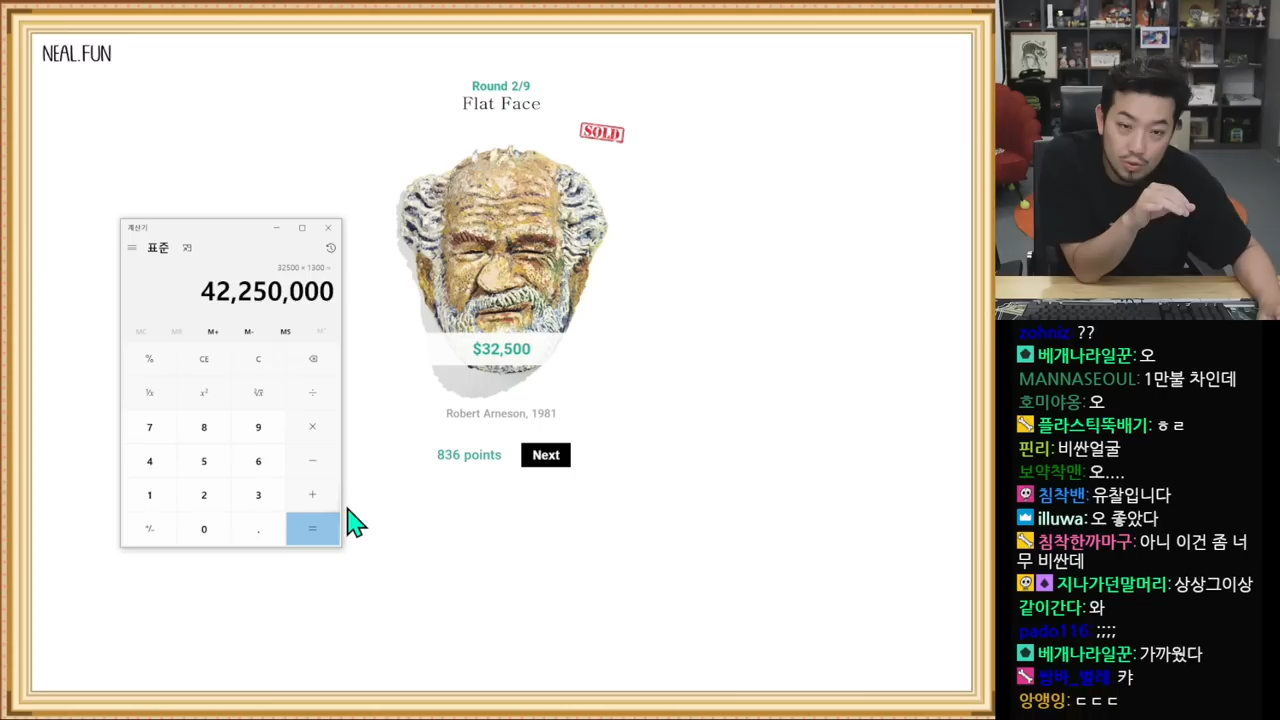 NEAL.FUN
Round 2/9
Flat Face
SOLD
$32,500
Robert Arneson, 1981
836 points
Next
계산기
표준
32500 × 1300 =
42,250,000
MC MR M+ M- MS M˅
% CE C
¹/x x² ²√x ÷
7 8 9 ×
4 5 6 −
1 2 3 +
+/- 0 . =
zohniz: ??
베개나라일꾼: 오
MANNASEOUL: 1만불 차인데
호미야옹: 오
플라스틱뚝배기: ㅎㄹ
핀리: 비싼얼굴
보약착맨: 오....
침착밴: 유찰입니다
illuwa: 오 좋았다
침착한까마구: 아니 이건 좀 너
무 비싼데
지나가던말머리: 상상그이상
같이간다: 와
pado116: ;;;;
베개나라일꾼: 가까웠다
캬
앙앵잉: ㄷㄷㄷ